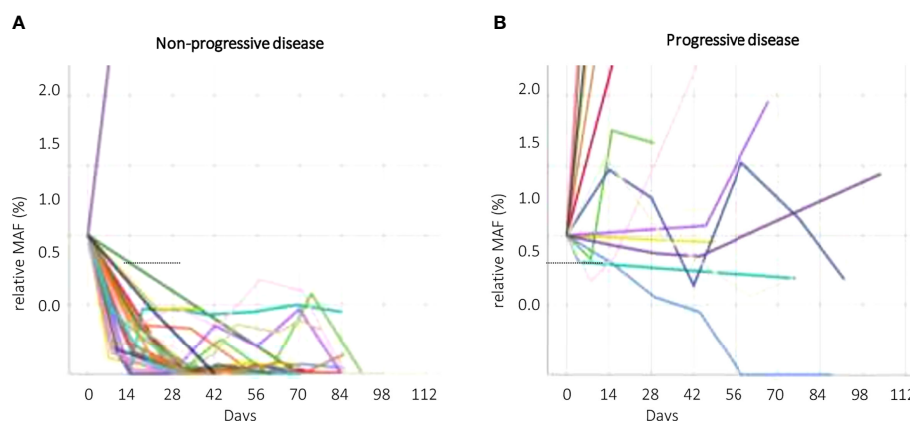 A
Non-progressive disease
2.0
1.5
1.0
0.5
0.0
relative MAF (%)
0 14 28 42 56 70 84 98 112
Days
B
Progressive disease
2.0
1.5
1.0
0.5
0.0
relative MAF (%)
0 14 28 42 56 70 84 98 112
Days